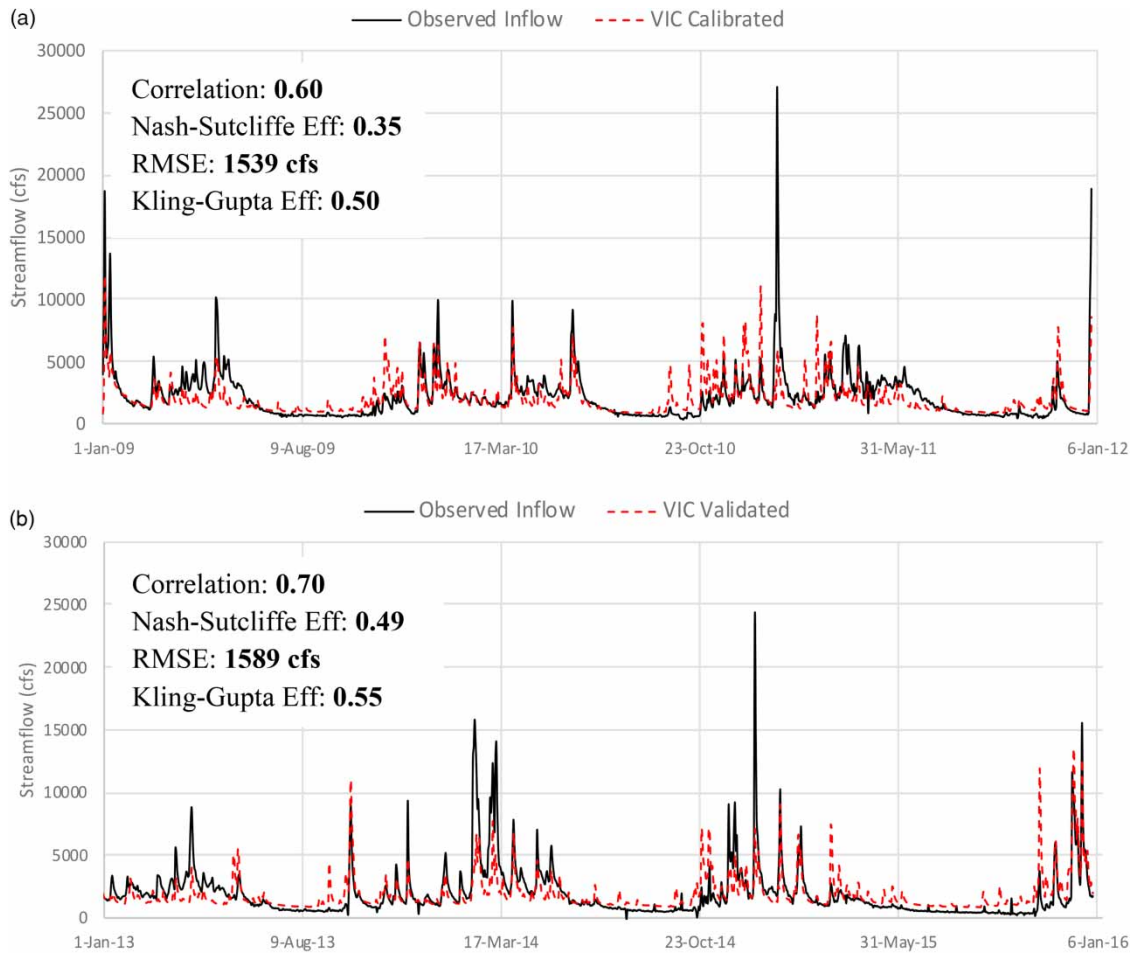 (a)
Observed Inflow
VIC Calibrated
30000
25000
20000
15000
10000
5000
0
Streamflow (cfs)
Correlation: 0.60
Nash-Sutcliffe Eff: 0.35
RMSE: 1539 cfs
Kling-Gupta Eff: 0.50
1-Jan-09
9-Aug-09
17-Mar-10
23-Oct-10
31-May-11
6-Jan-12
(b)
Observed Inflow
VIC Validated
30000
25000
20000
15000
10000
5000
0
Streamflow (cfs)
Correlation: 0.70
Nash-Sutcliffe Eff: 0.49
RMSE: 1589 cfs
Kling-Gupta Eff: 0.55
1-Jan-13
9-Aug-13
17-Mar-14
23-Oct-14
31-May-15
6-Jan-16